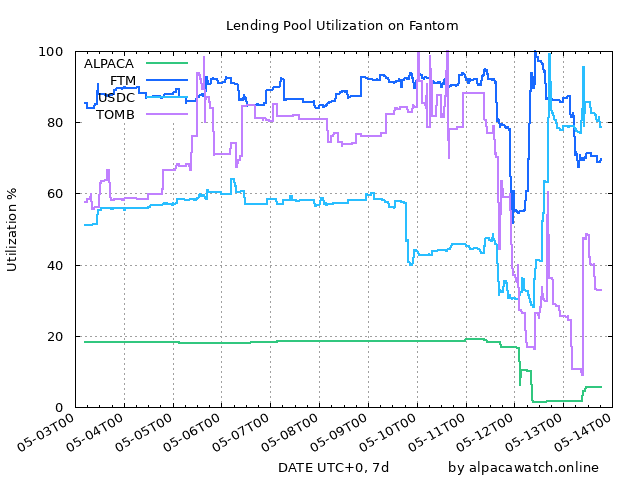 Lending Pool Utilization on Fantom
100
80
60
40
20
0
Utilization %
ALPACA
FTM
USDC
TOMB
05-03T00
05-04T00
05-05T00
05-06T00
05-07T00
05-08T00
05-09T00
05-10T00
05-11T00
05-12T00
05-13T00
05-14T00
DATE UTC+0, 7d
by alpacawatch.online